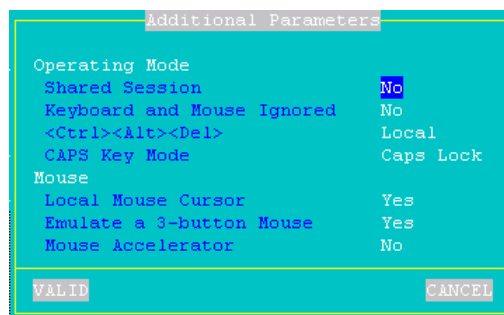 Additional Parameters
Operating Mode
Shared Session No
Keyboard and Mouse Ignored No
<Ctrl><Alt><Del> Local
CAPS Key Mode Caps Lock
Mouse
Local Mouse Cursor Yes
Emulate a 3-button Mouse Yes
Mouse Accelerator No
VALID CANCEL